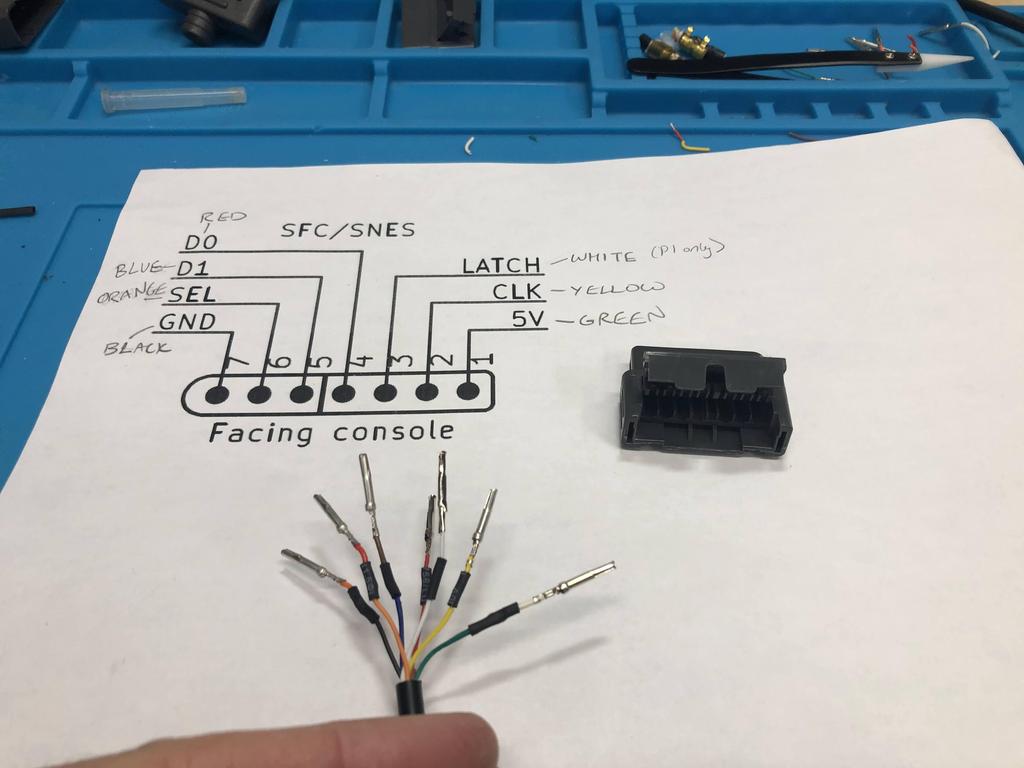 RED
SFC/SNES
D0
BLUE D1
ORANGE SEL
GND
BLACK
LATCH WHITE (P1 only)
CLK YELLOW
5V GREEN
7 6 5 4 3 2 1
Facing console